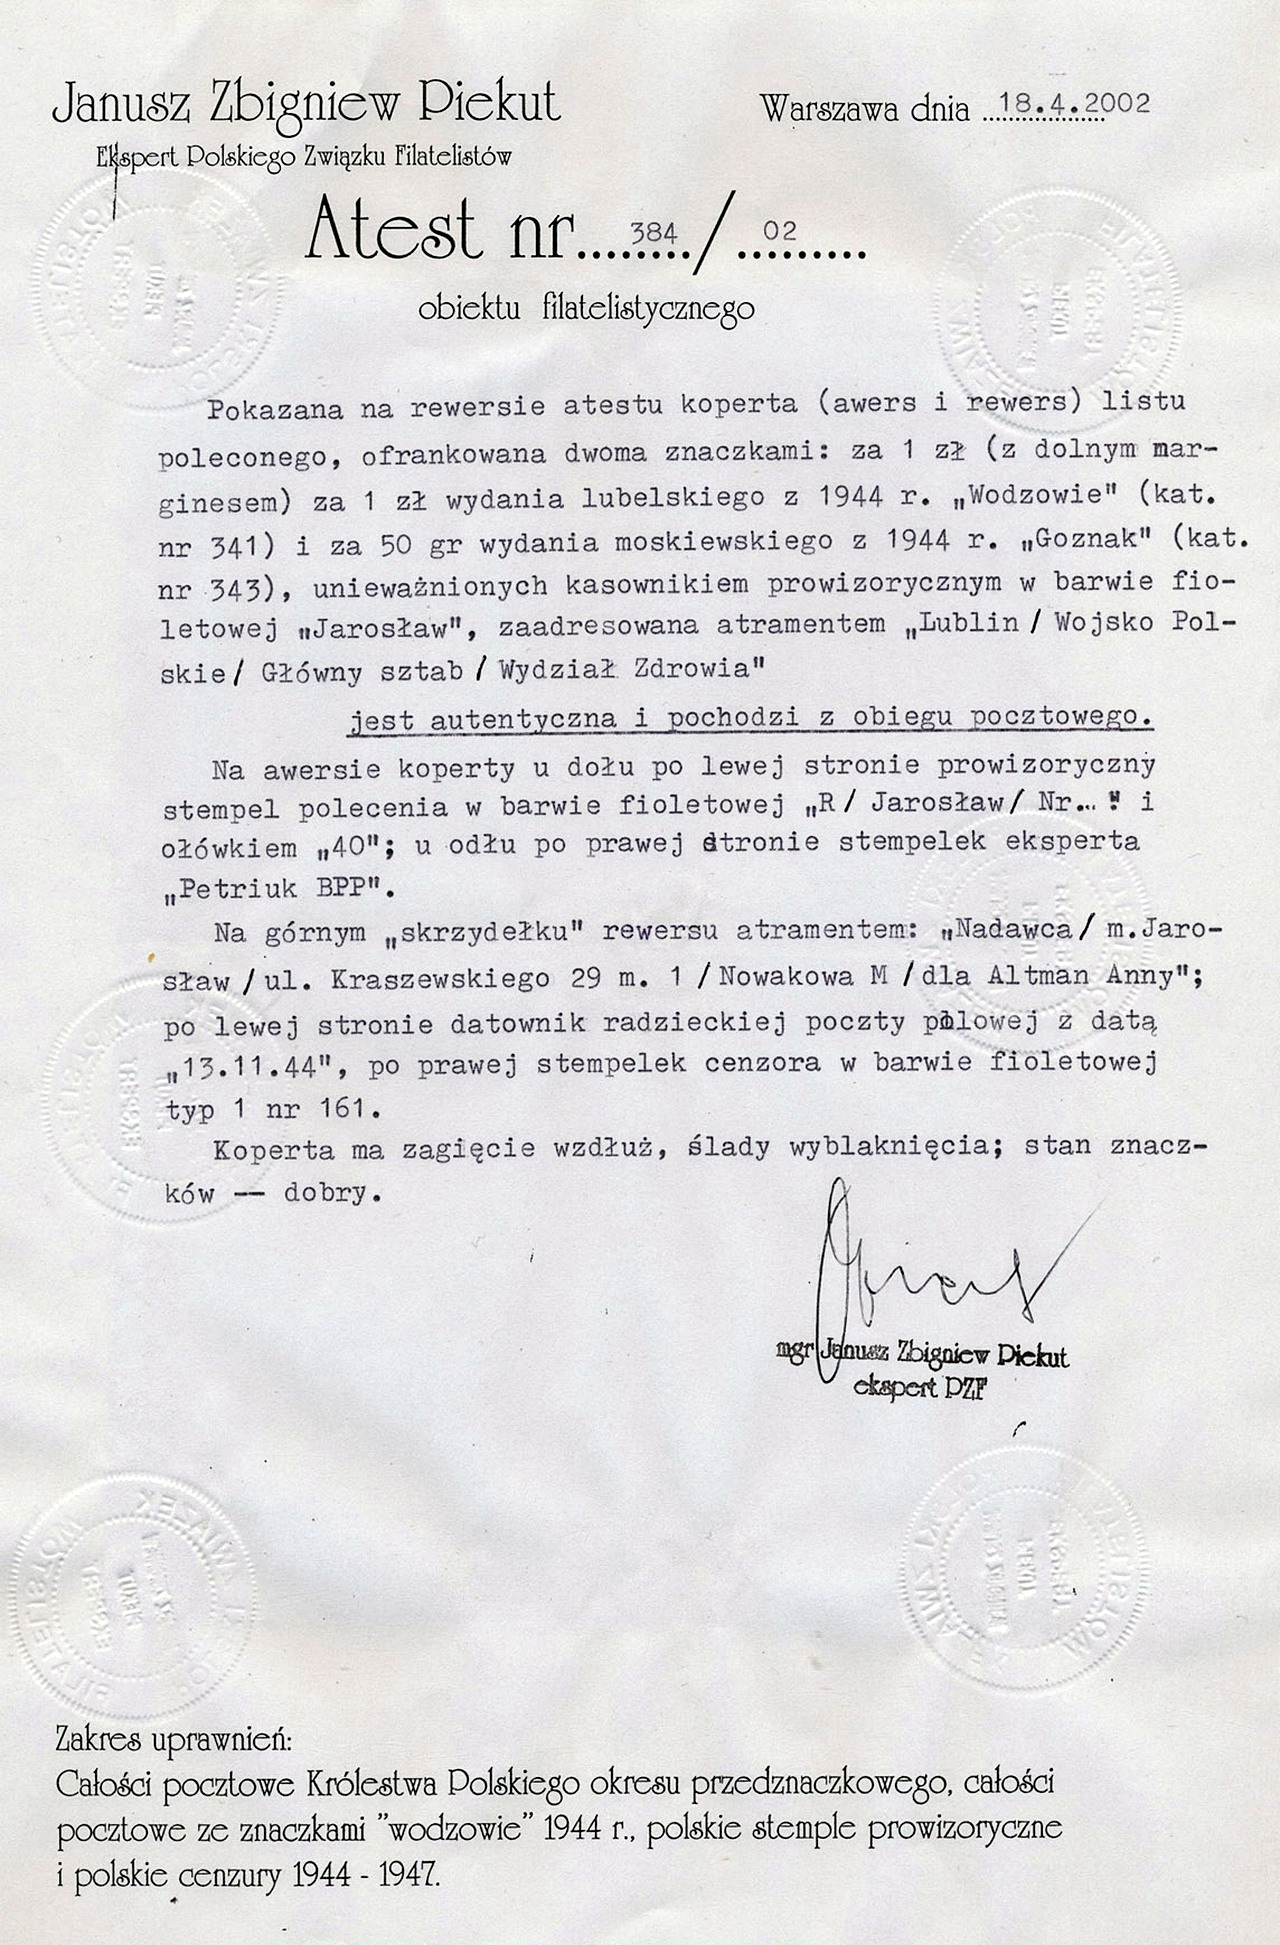 Janusz Zbigniew Piekut
Ekspert Polskiego Związku Filatelistów
Warszawa dnia 18.4.2002
Atest nr 384 / 02
obiektu filatelistycznego
Pokazana na rewersie atestu koperta (awers i rewers) listu
poleconego, ofrankowana dwoma znaczkami: za 1 zł (z dolnym mar-
ginesem) za 1 zł wydania lubelskiego z 1944 r. „Wodzowie" (kat.
nr 341) i za 50 gr wydania moskiewskiego z 1944 r. „Goznak" (kat.
nr 343), unieważnionych kasownikiem prowizorycznym w barwie fio-
letowej „Jarosław", zaadresowana atramentem „Lublin / Wojsko Pol-
skie/ Główny sztab / Wydział Zdrowia"
jest autentyczna i pochodzi z obiegu pocztowego.
Na awersie koperty u dołu po lewej stronie prowizoryczny
stempel polecenia w barwie fioletowej „R/ Jarosław/ Nr..." i
ołówkiem „40"; u odłu po prawej stronie stempelek eksperta
„Petriuk BPP".
Na górnym „skrzydełku" rewersu atramentem: „Nadawca/ m.Jaro-
sław /ul. Kraszewskiego 29 m. 1 /Nowakowa M /dla Altman Anny";
po lewej stronie datownik radzieckiej poczty polowej z datą
„13.11.44", po prawej stempelek cenzora w barwie fioletowej
typ 1 nr 161.
Koperta ma zagięcie wzdłuż, ślady wyblaknięcia; stan znacz-
ków — dobry.
mgr Janusz Zbigniew Piekut
ekspert PZF
Zakres uprawnień:
Całości pocztowe Królestwa Polskiego okresu przedznaczkowego, całości
pocztowe ze znaczkami "wodzowie" 1944 r., polskie stemple prowizoryczne
i polskie cenzury 1944 - 1947.